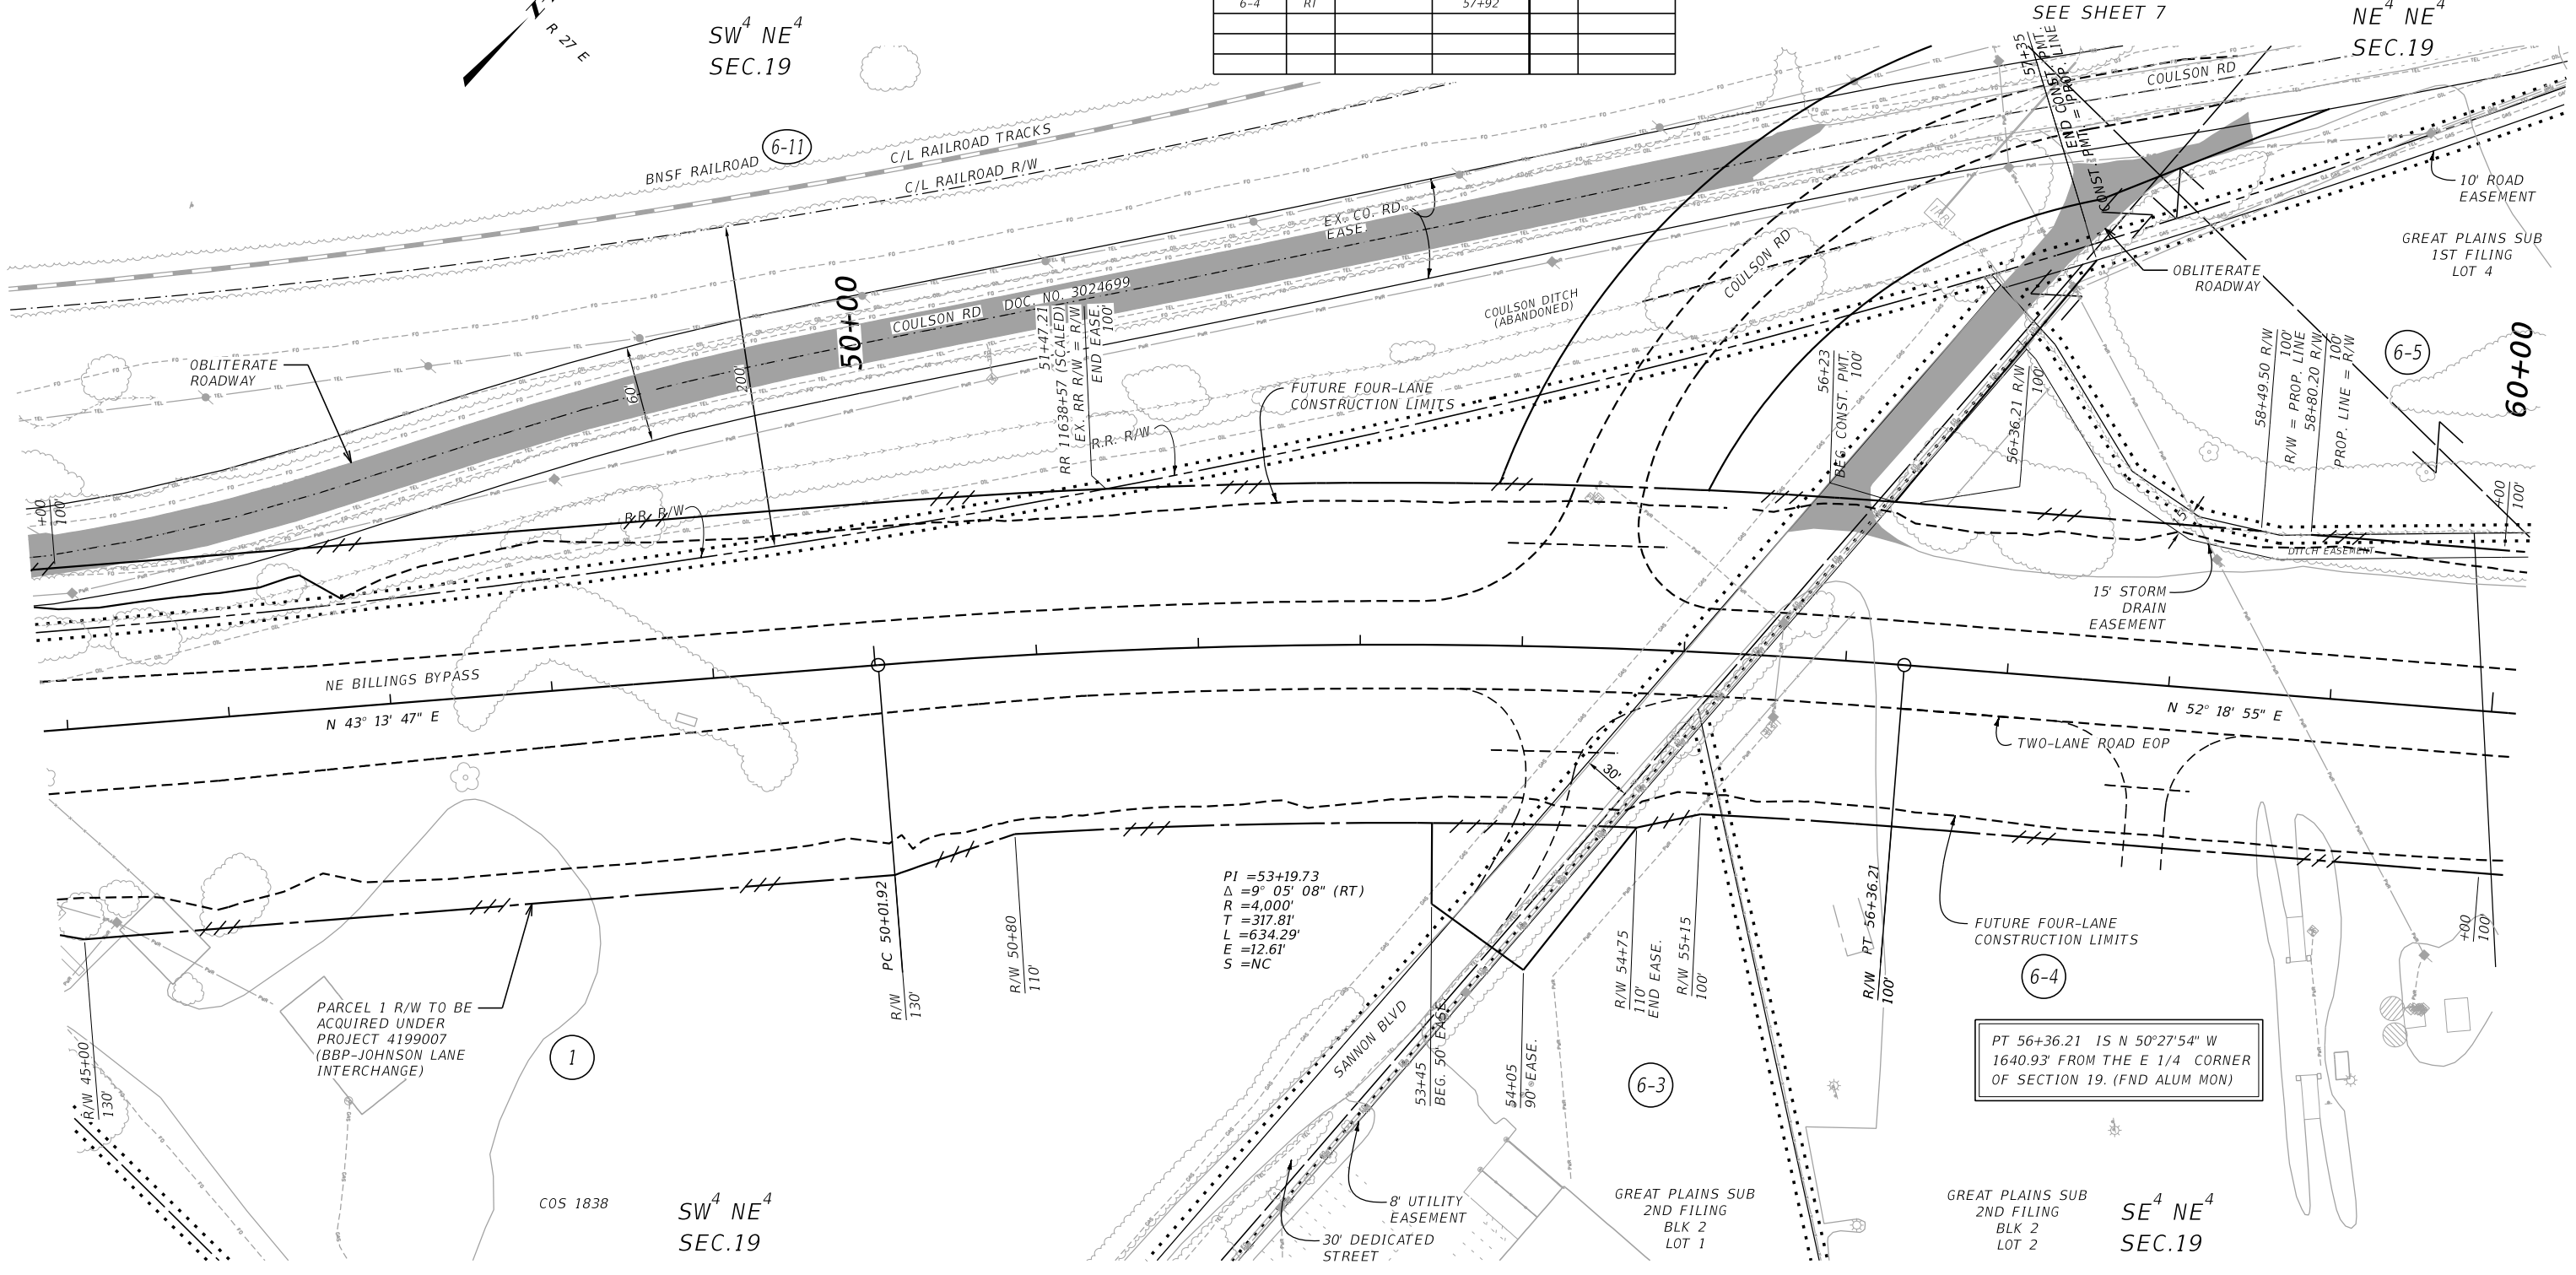 R 27 E
SW4 NE4
SEC.19
6-4 RT 57+92
SEE SHEET 7
NE4 NE4
SEC.19
57+35
END CONST. PMT.
CONST. PMT. = PROP. LINE
COULSON RD
BNSF RAILROAD
6-11
C/L RAILROAD TRACKS
C/L RAILROAD R/W
EX. CO. RD.
EASE.
10' ROAD
EASEMENT
GREAT PLAINS SUB
1ST FILING
LOT 4
OBLITERATE
ROADWAY
COULSON RD
50+00
COULSON RD
DOC. NO. 3024699
COULSON DITCH
(ABANDONED)
51+47.21
RR 11638+57 (SCALED)
EX. RR R/W = R/W
END EASE.
100'
OBLITERATE
ROADWAY
60'
200'
FUTURE FOUR-LANE
CONSTRUCTION LIMITS
R.R. R/W
R.R. R/W
56+23
BEG. CONST. PMT.
100'
56+36.21 R/W
100'
58+49.50 R/W
100'
R/W = PROP. LINE
58+80.20 R/W
100'
PROP. LINE = R/W
6-5
60+00
+00
100'
+00
100'
15'
DITCH EASEMENT
15' STORM
DRAIN
EASEMENT
NE BILLINGS BYPASS
N 43° 13' 47" E
N 52° 18' 55" E
TWO-LANE ROAD EOP
30'
PI =53+19.73
Δ =9° 05' 08" (RT)
R =4,000'
T =317.81'
L =634.29'
E =12.61'
S =NC
PC 50+01.92
R/W
130'
R/W 50+80
110'
R/W 54+75
110'
END EASE.
R/W 55+15
100'
R/W PT 56+36.21
100'
FUTURE FOUR-LANE
CONSTRUCTION LIMITS
6-4
+00
100'
PARCEL 1 R/W TO BE
ACQUIRED UNDER
PROJECT 4199007
(BBP-JOHNSON LANE
INTERCHANGE)
1
R/W 45+00
130'
SANNON BLVD
53+45
BEG. 50' EASE.
54+05
90' EASE.
6-3
PT 56+36.21 IS N 50°27'54" W
1640.93' FROM THE E 1/4 CORNER
OF SECTION 19. (FND ALUM MON)
COS 1838
SW4 NE4
SEC.19
8' UTILITY
EASEMENT
30' DEDICATED
STREET
GREAT PLAINS SUB
2ND FILING
BLK 2
LOT 1
GREAT PLAINS SUB
2ND FILING
BLK 2
LOT 2
SE4 NE4
SEC.19